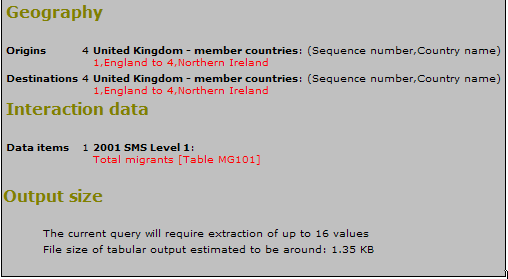 Geography
Origins 4 United Kingdom - member countries: (Sequence number,Country name)
1,England to 4,Northern Ireland
Destinations 4 United Kingdom - member countries: (Sequence number,Country name)
1,England to 4,Northern Ireland
Interaction data
Data items 1 2001 SMS Level 1:
Total migrants [Table MG101]
Output size
The current query will require extraction of up to 16 values
File size of tabular output estimated to be around: 1.35 KB